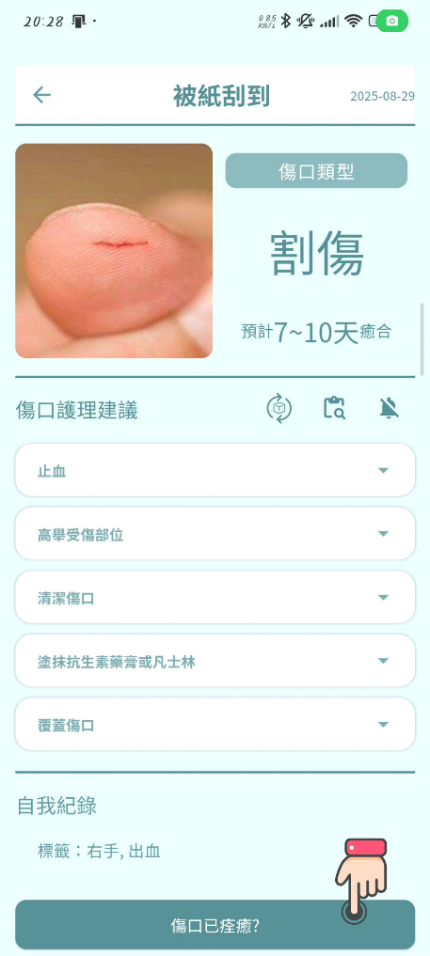 20:28
0.85
KB/s
被紙刮到
2025-08-29
傷口類型
割傷
預計7~10天癒合
傷口護理建議
止血
高舉受傷部位
清潔傷口
塗抹抗生素藥膏或凡士林
覆蓋傷口
自我紀錄
標籤：右手, 出血
傷口已痊癒?